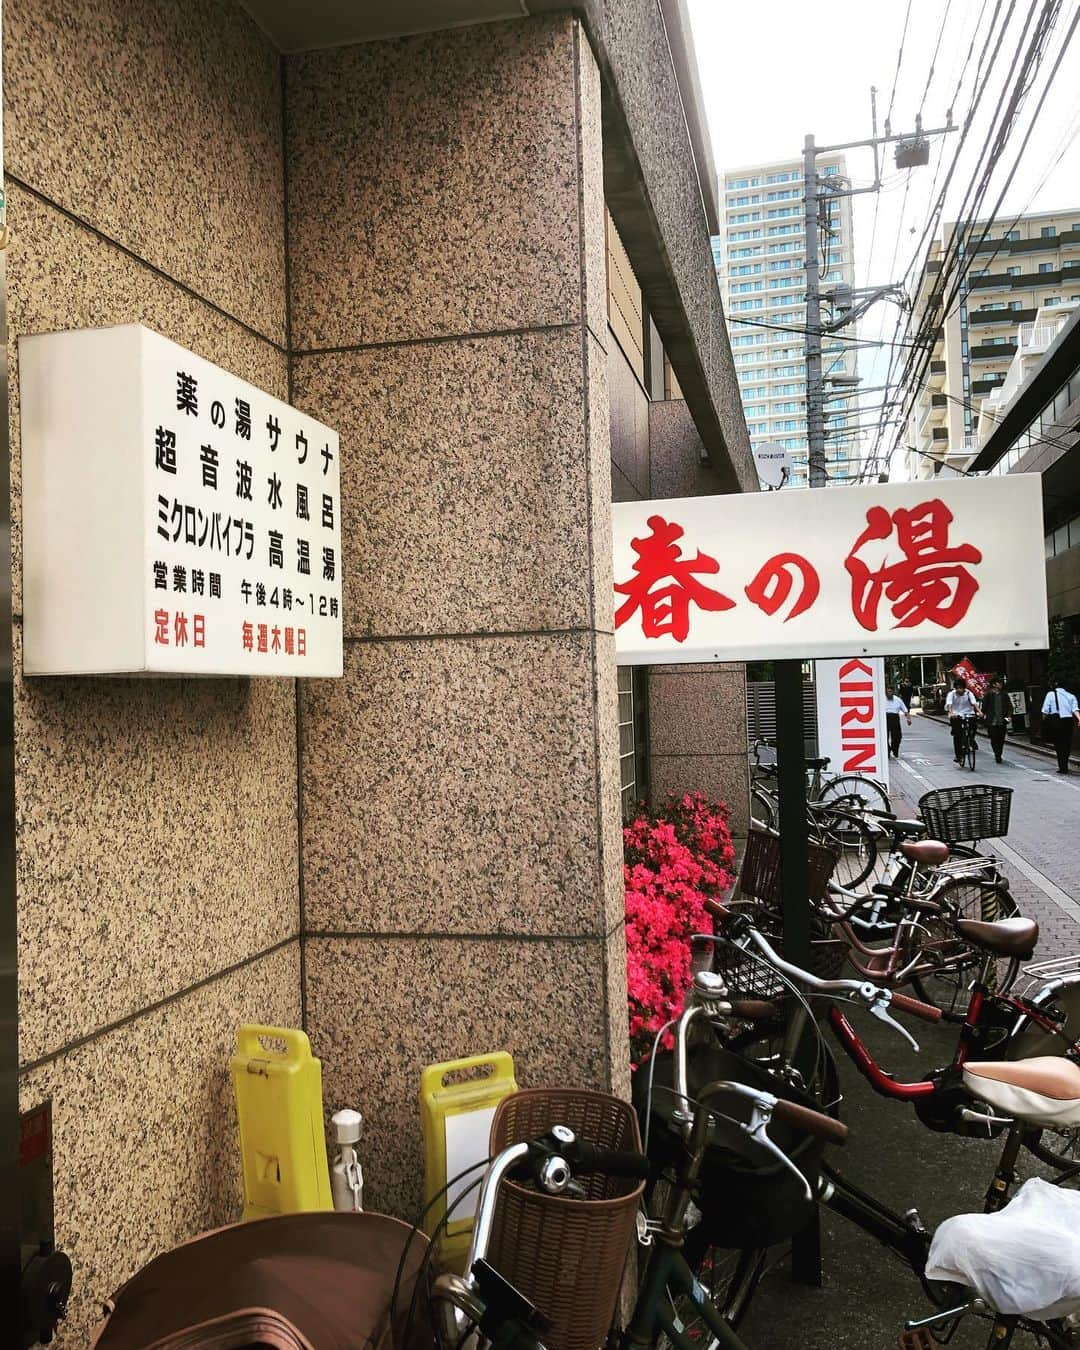 薬の湯サウナ
超音波水風呂
ミクロンバイブラ 高温湯
営業時間 午後4時〜12時
定休日 毎週木曜日
春の湯
KIRIN